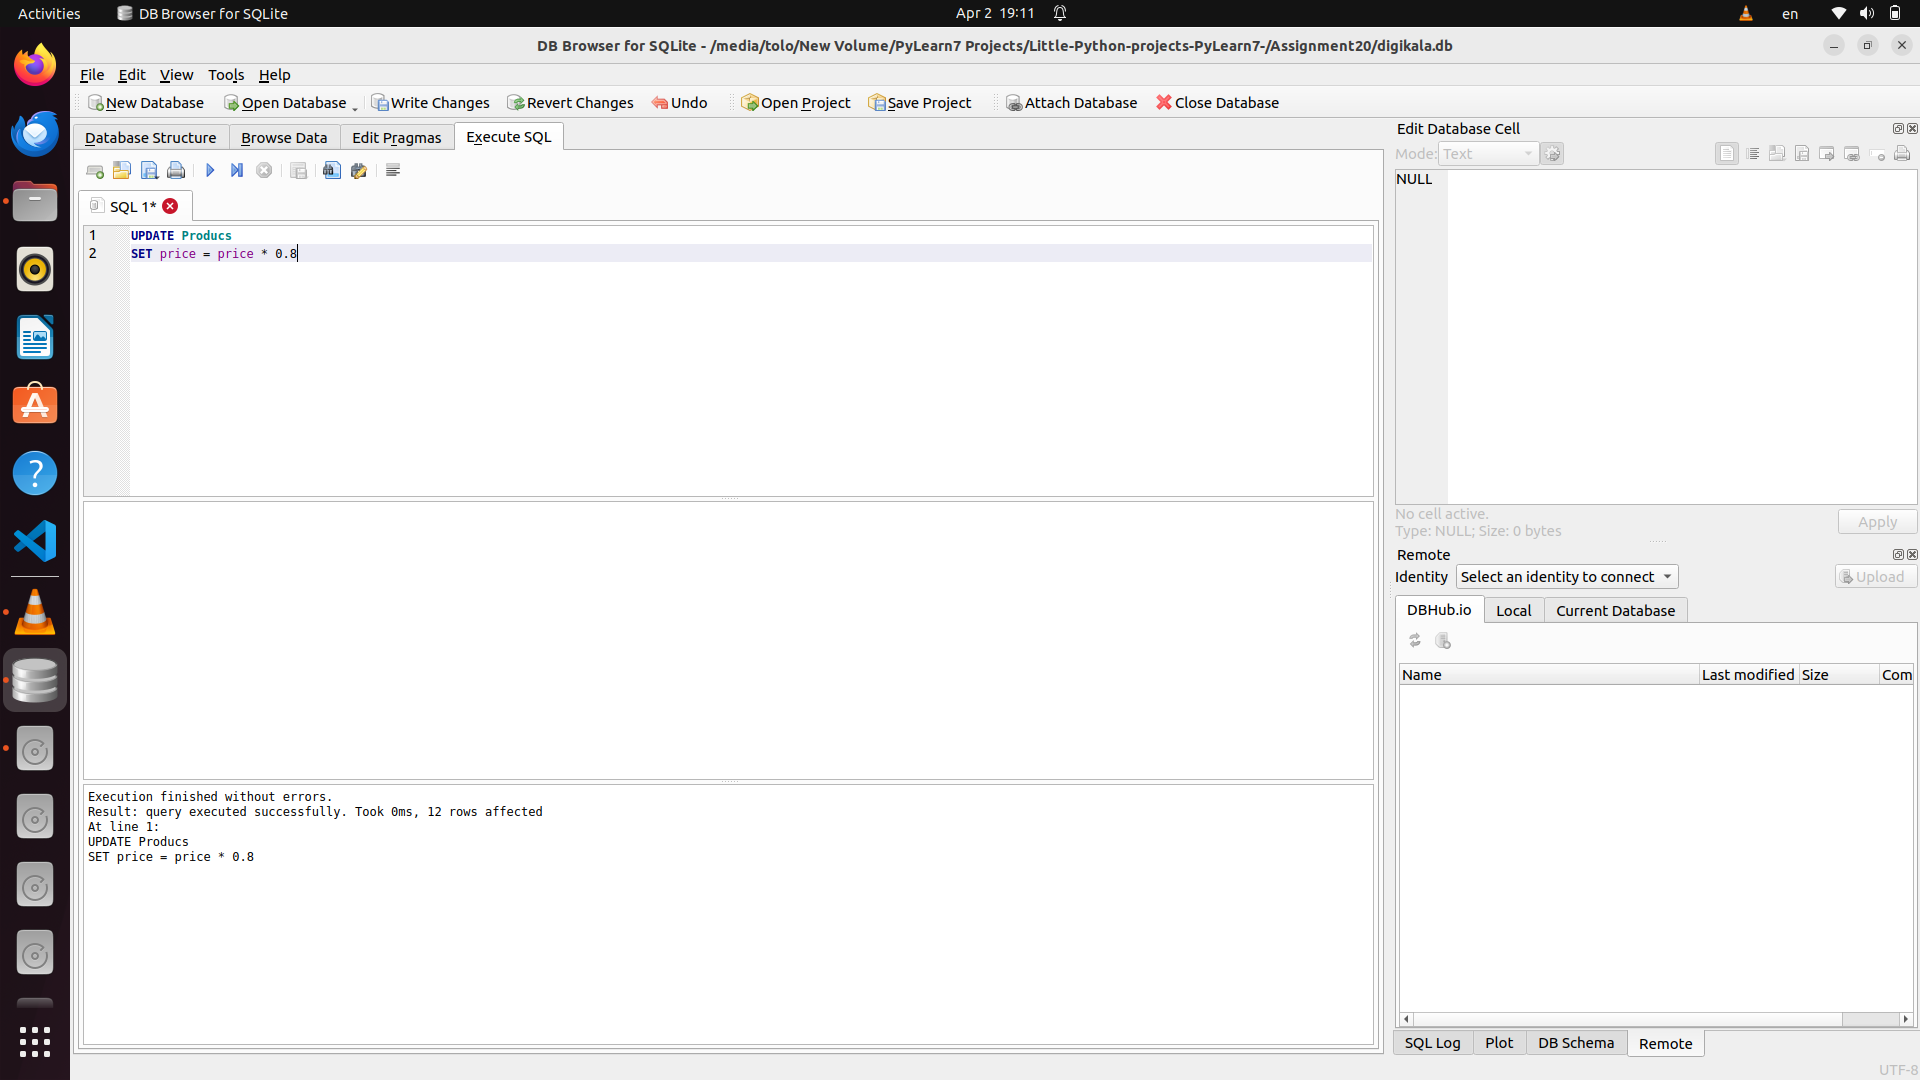 Activities
DB Browser for SQLite
Apr 2 19:11
en
DB Browser for SQLite - /media/tolo/New Volume/PyLearn7 Projects/Little-Python-projects-PyLearn7-/Assignment20/digikala.db
File Edit View Tools Help
New Database Open Database Write Changes Revert Changes Undo Open Project Save Project Attach Database Close Database
Database Structure Browse Data Edit Pragmas Execute SQL
SQL 1*
1 UPDATE Producs
2 SET price = price * 0.8
Execution finished without errors.
Result: query executed successfully. Took 0ms, 12 rows affected
At line 1:
UPDATE Producs
SET price = price * 0.8
Edit Database Cell
Mode: Text
NULL
No cell active.
Type: NULL; Size: 0 bytes
Apply
Remote
Identity Select an identity to connect Upload
DBHub.io Local Current Database
Name Last modified Size Com
SQL Log Plot DB Schema Remote
UTF-8